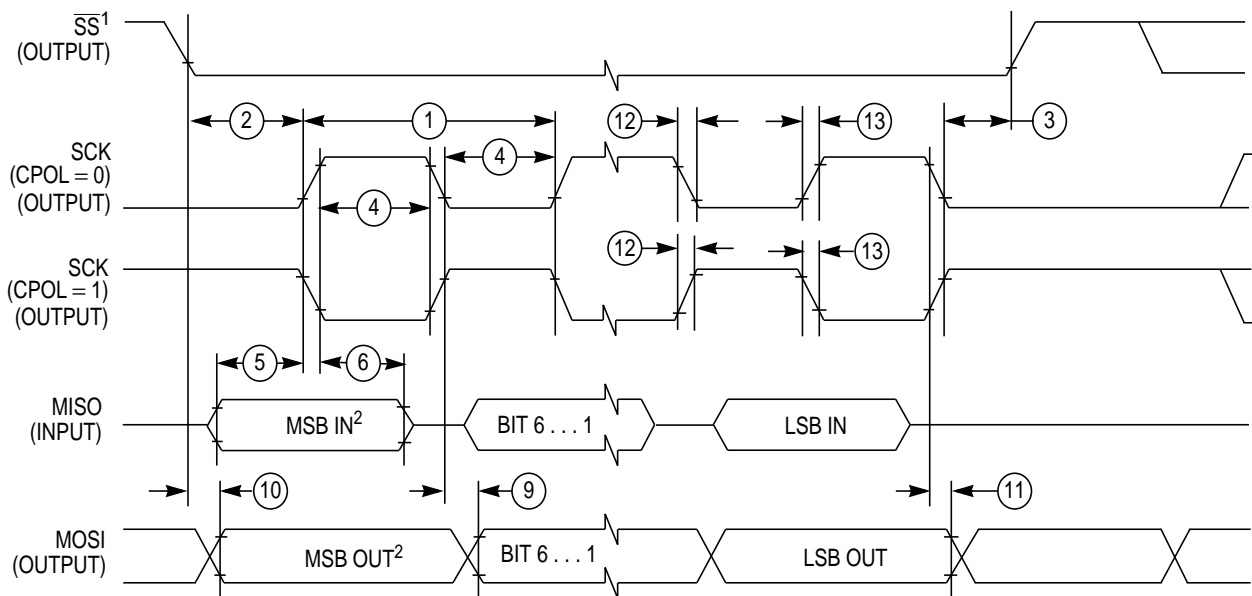 SS¹
(OUTPUT)
2
1
12
13
3
SCK
(CPOL = 0)
(OUTPUT)
4
4
12
13
SCK
(CPOL = 1)
(OUTPUT)
5
6
MISO
(INPUT)
MSB IN²
BIT 6 . . . 1
LSB IN
10
9
11
MOSI
(OUTPUT)
MSB OUT²
BIT 6 . . . 1
LSB OUT